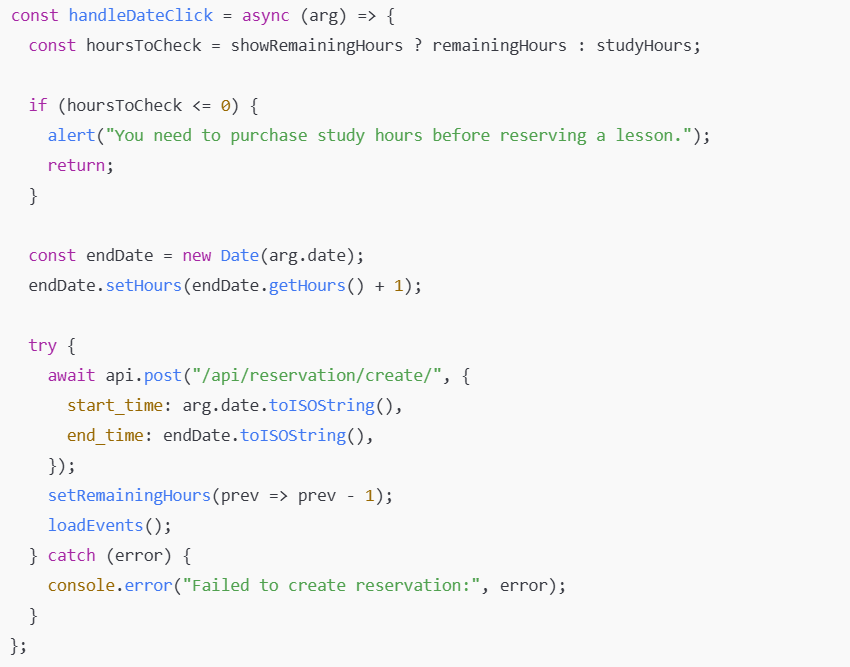 const handleDateClick = async (arg) => {
  const hoursToCheck = showRemainingHours ? remainingHours : studyHours;

  if (hoursToCheck <= 0) {
    alert("You need to purchase study hours before reserving a lesson.");
    return;
  }

  const endDate = new Date(arg.date);
  endDate.setHours(endDate.getHours() + 1);

  try {
    await api.post("/api/reservation/create/", {
      start_time: arg.date.toISOString(),
      end_time: endDate.toISOString(),
    });
    setRemainingHours(prev => prev - 1);
    loadEvents();
  } catch (error) {
    console.error("Failed to create reservation:", error);
  }
};